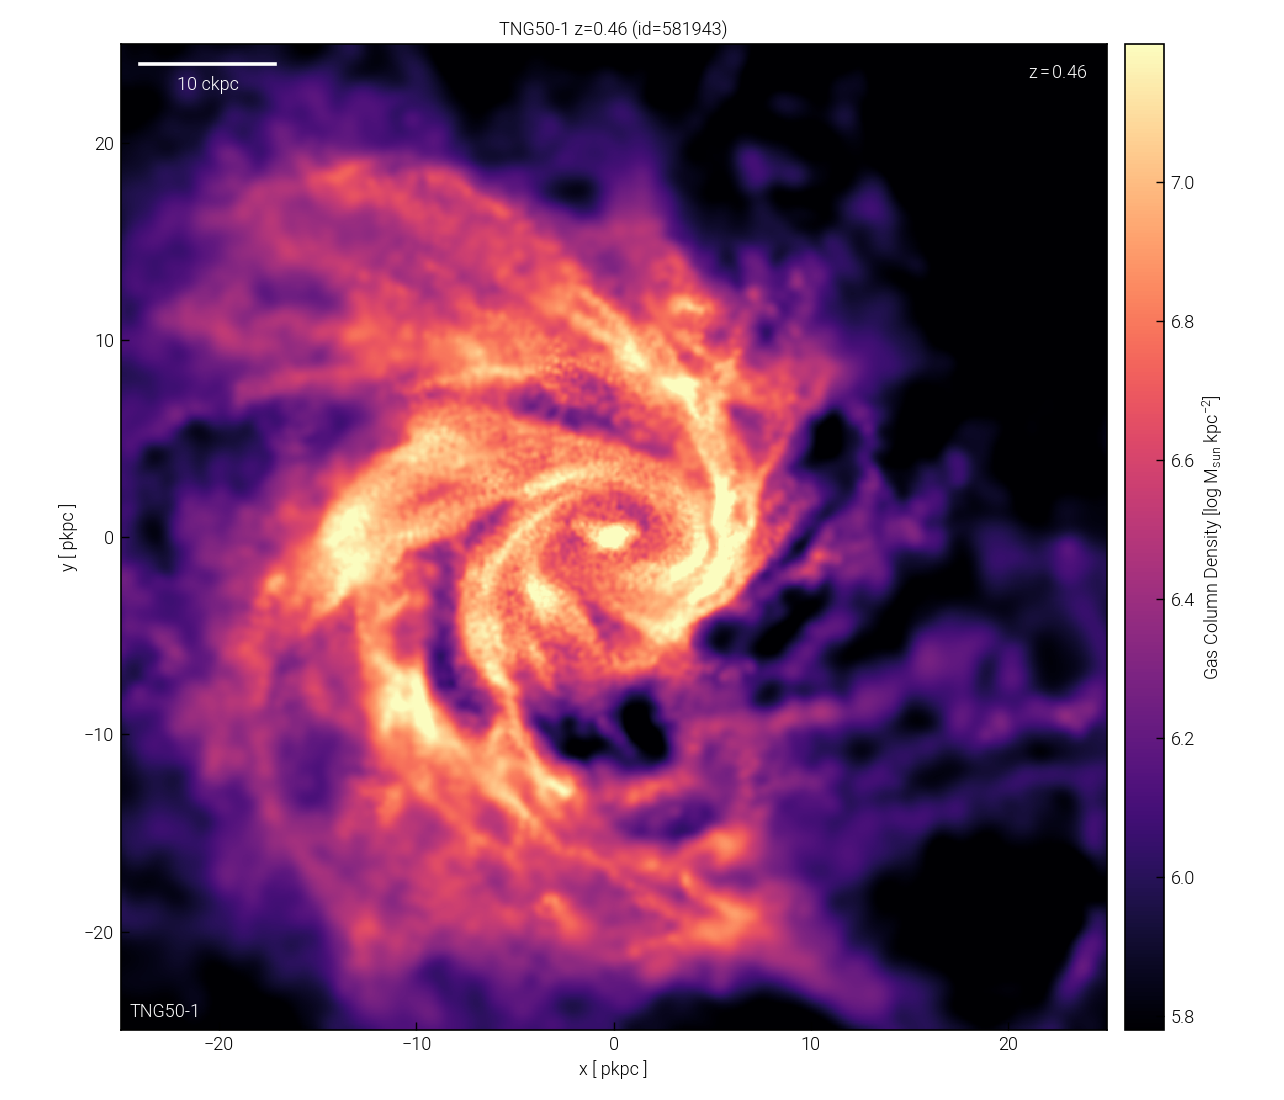 TNG50-1 z=0.46 (id=581943)
10 ckpc
z=0.46
20
10
0
−10
−20
y [ pkpc ]
TNG50-1
−20
−10
0
10
20
x [ pkpc ]
7.0
6.8
6.6
6.4
6.2
6.0
5.8
Gas Column Density [log M_sun kpc^−2]